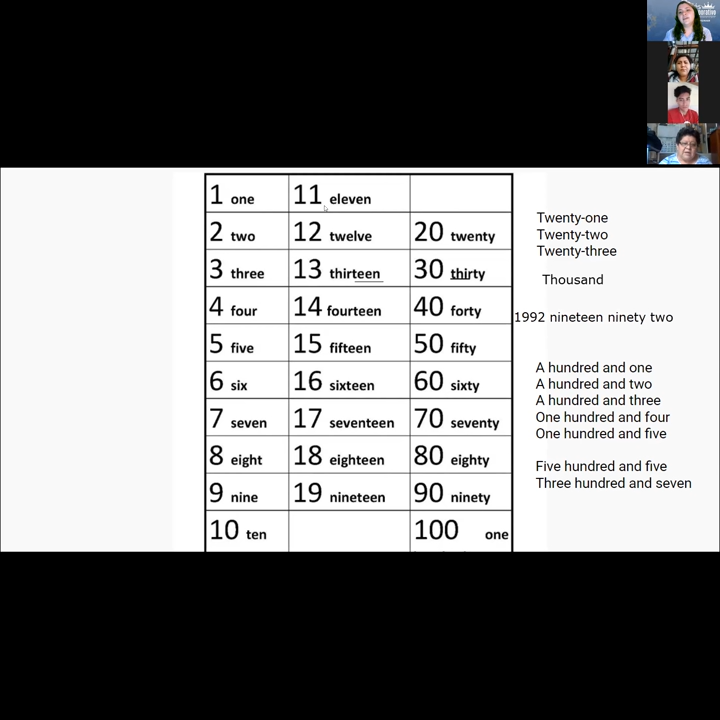 1 one 11 eleven
2 two 12 twelve 20 twenty
3 three 13 thirteen 30 thirty
4 four 14 fourteen 40 forty
5 five 15 fifteen 50 fifty
6 six 16 sixteen 60 sixty
7 seven 17 seventeen 70 seventy
8 eight 18 eighteen 80 eighty
9 nine 19 nineteen 90 ninety
10 ten 100 one
Twenty-one
Twenty-two
Twenty-three
Thousand
1992 nineteen ninety two
A hundred and one
A hundred and two
A hundred and three
One hundred and four
One hundred and five
Five hundred and five
Three hundred and seven